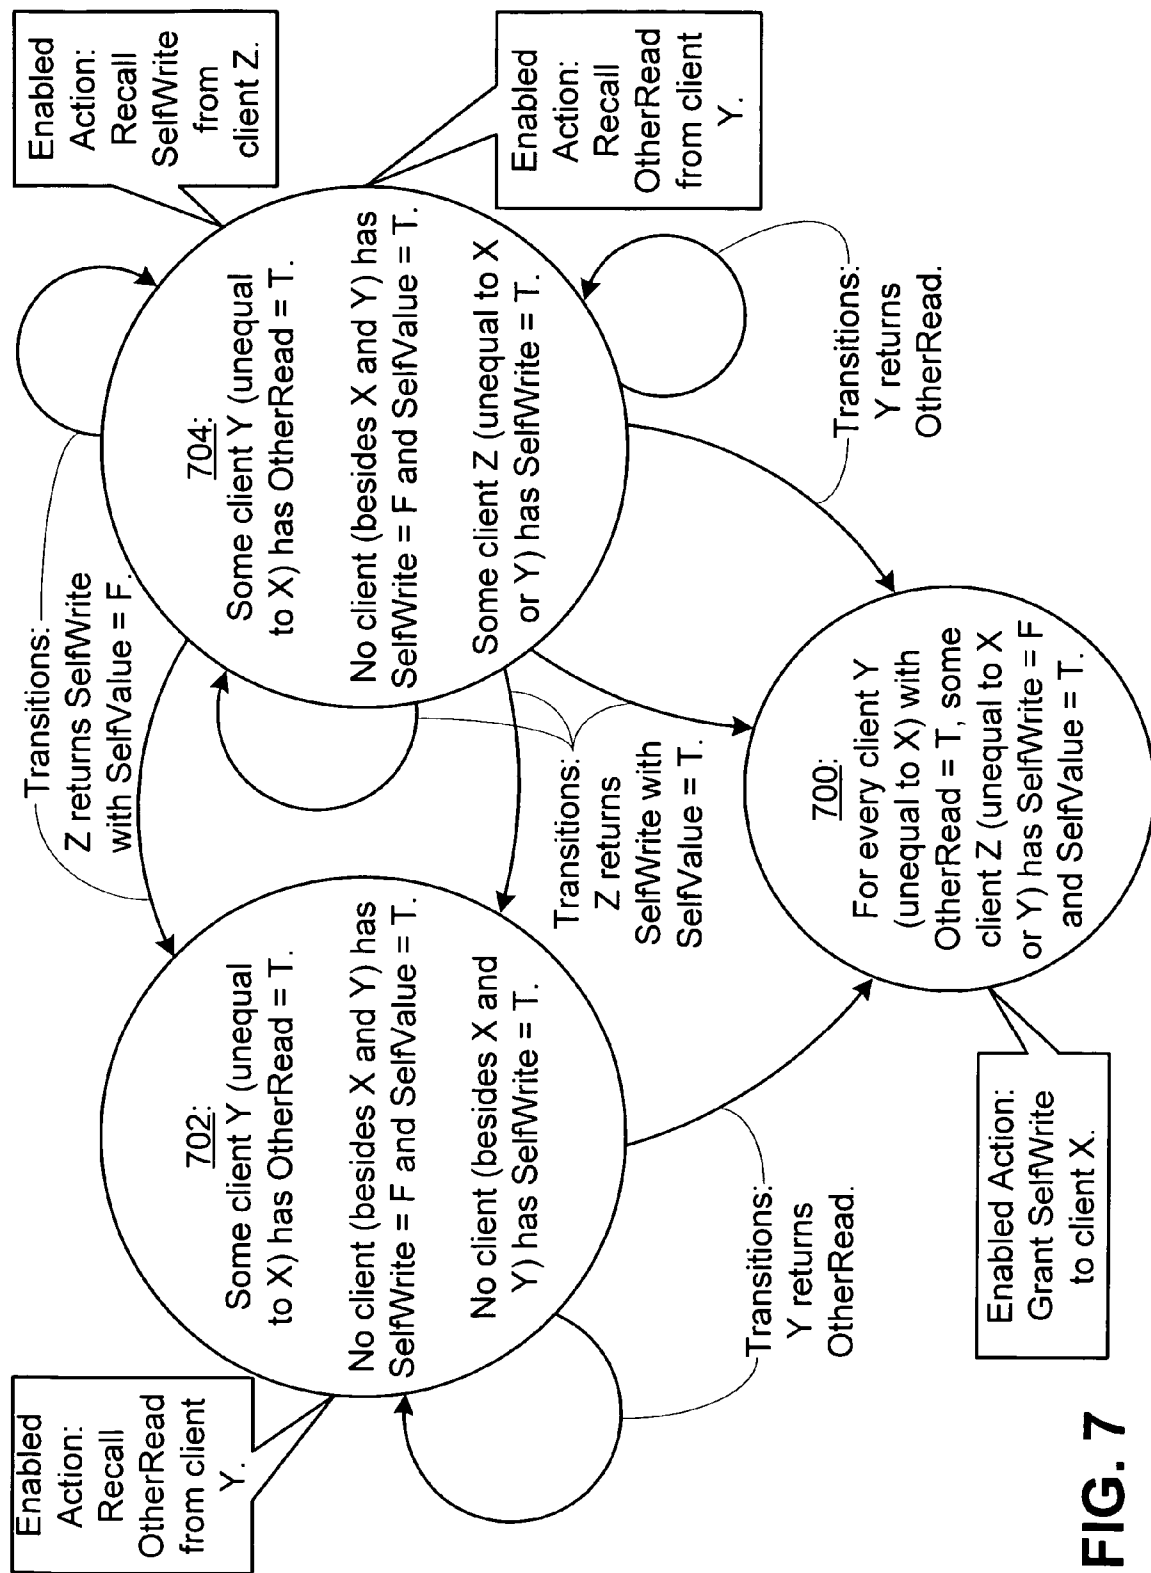 Enabled
Action:
Recall
OtherRead
from client
Y.
702:
Some client Y (unequal
to X) has OtherRead = T.
No client (besides X and Y) has
SelfWrite = F and SelfValue = T.
No client (besides X and
Y) has SelfWrite = T.
Transitions:
Z returns SelfWrite
with SelfValue = F.
704:
Some client Y (unequal
to X) has OtherRead = T.
No client (besides X and Y) has
SelfWrite = F and SelfValue = T.
Some client Z (unequal to X
or Y) has SelfWrite = T.
Enabled
Action:
Recall
SelfWrite
from
client Z.
Enabled
Action:
Recall
OtherRead
from client
Y.
Transitions:
Y returns
OtherRead.
Transitions:
Z returns
SelfWrite with
SelfValue = T.
Transitions:
Y returns
OtherRead.
700:
For every client Y
(unequal to X) with
OtherRead = T, some
client Z (unequal to X
or Y) has SelfWrite = F
and SelfValue = T.
Enabled Action:
Grant SelfWrite
to client X.
FIG. 7